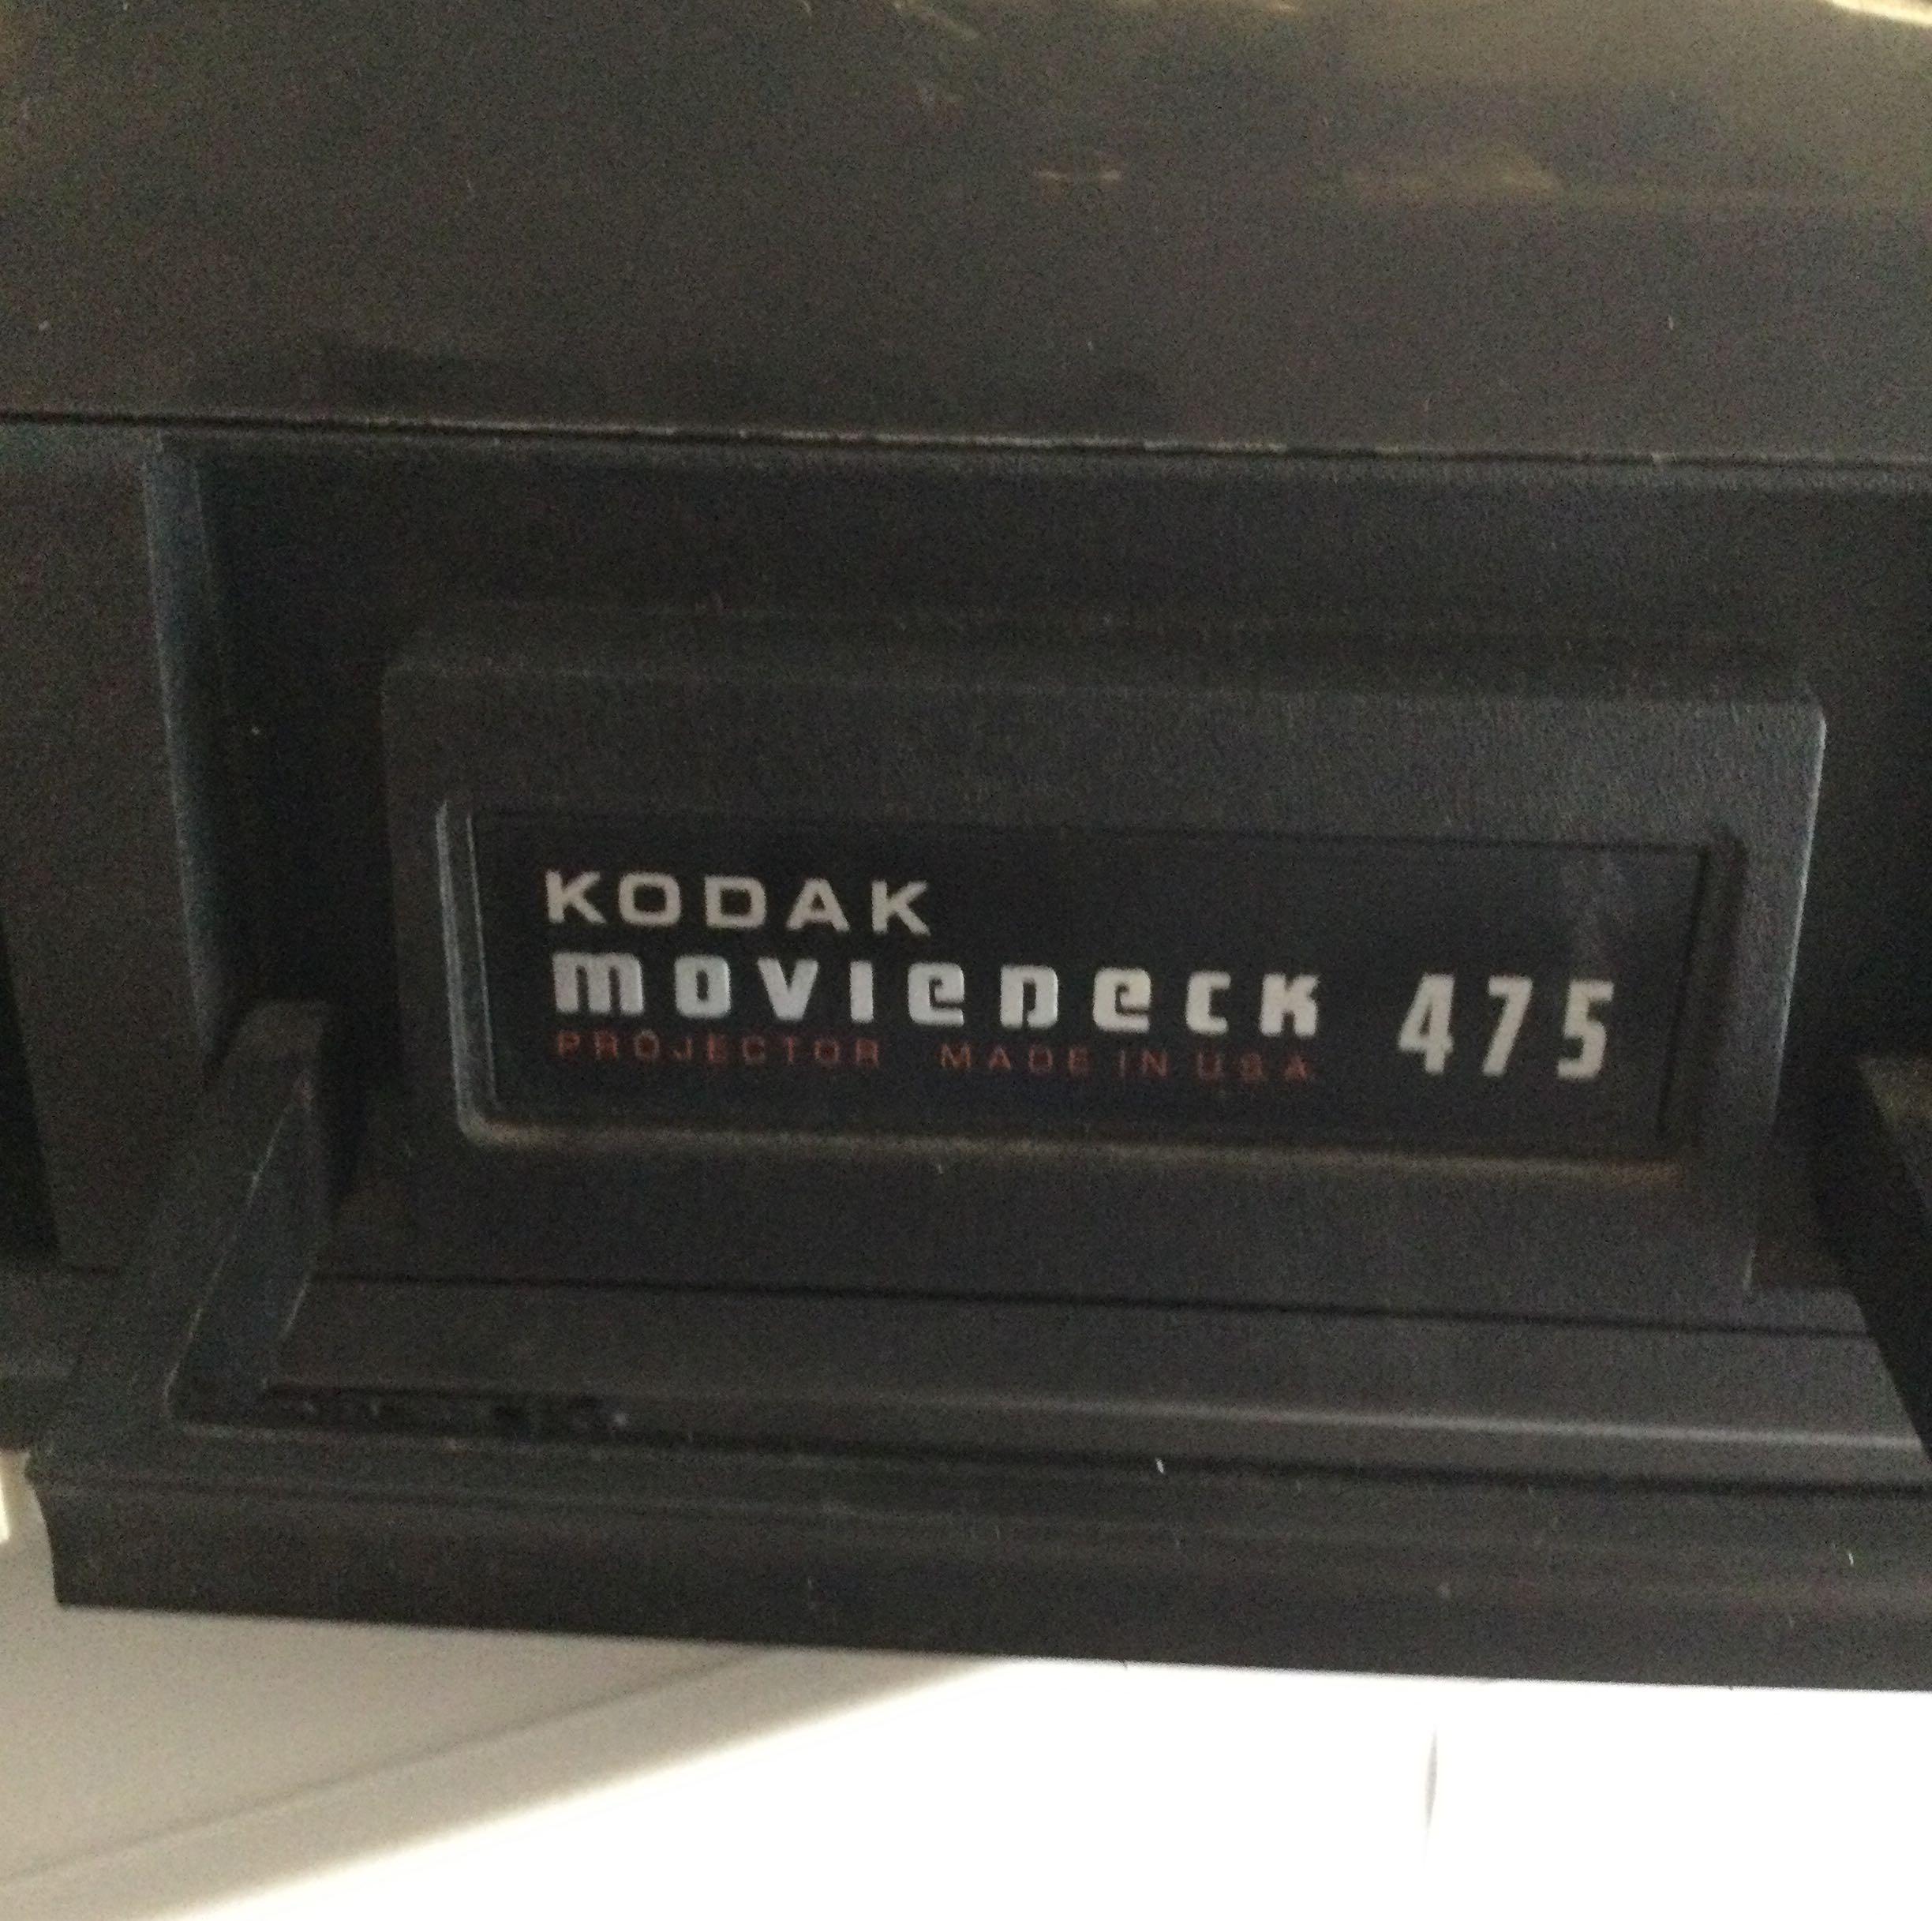 KODAK
movieDeck 475
PROJECTOR MADE IN U.S.A.